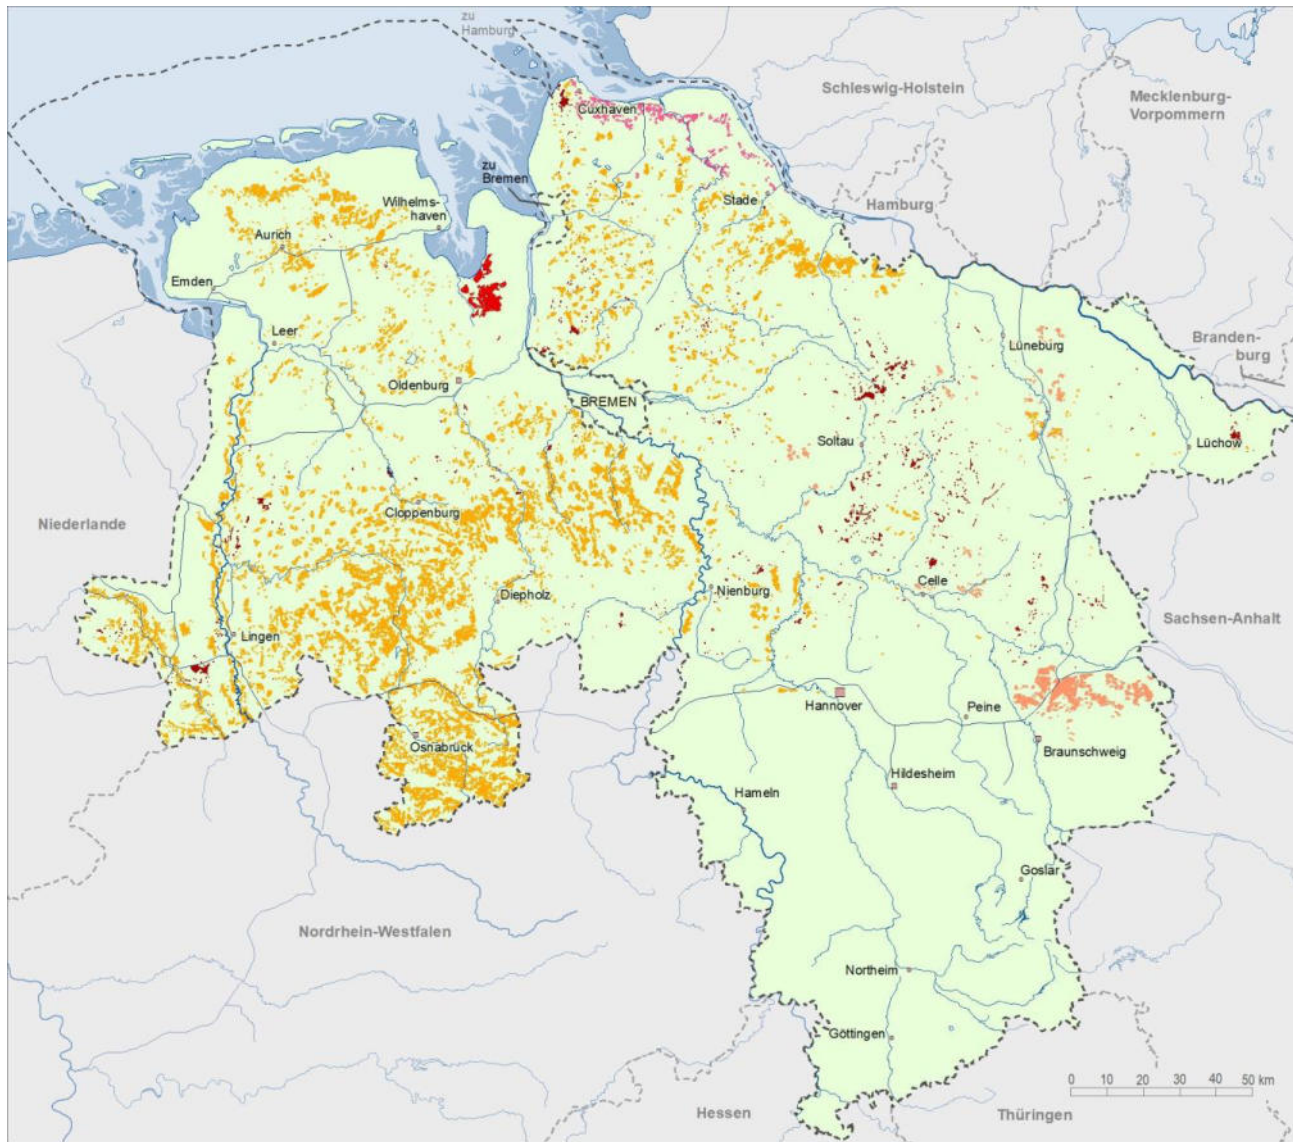 zu
Hamburg
Schleswig-Holstein
Mecklenburg-
Vorpommern
Cuxhaven
zu
Bremen
Wilhelms-
haven
Stade
Hamburg
Aurich
Emden
Leer
Lüneburg
Branden-
burg
Oldenburg
BREMEN
Soltau
Lüchow
Niederlande
Cloppenburg
Celle
Diepholz
Nienburg
Sachsen-Anhalt
Lingen
Hannover
Peine
Osnabrück
Braunschweig
Hildesheim
Hameln
Goslar
Nordrhein-Westfalen
Northeim
Göttingen
0 10 20 30 40 50 km
Hessen
Thüringen